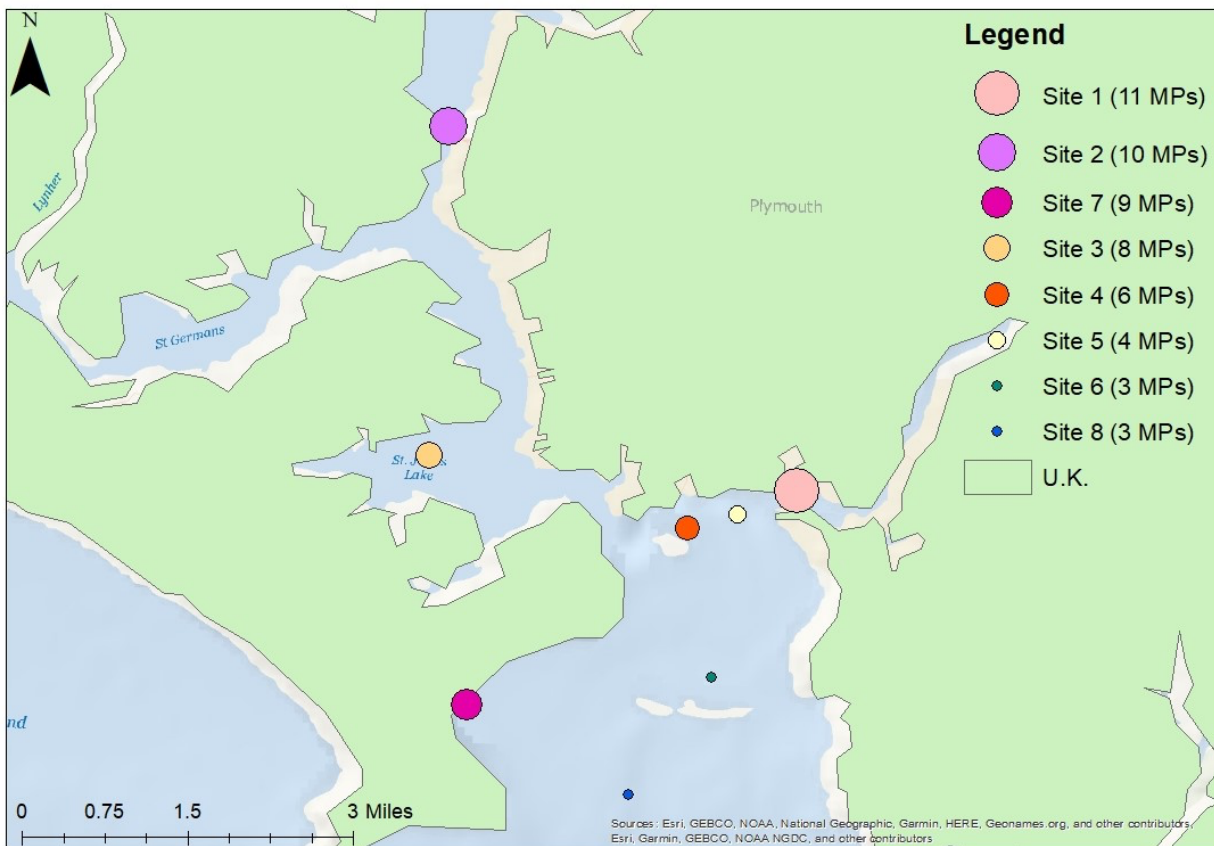 N
Legend
Site 1 (11 MPs)
Site 2 (10 MPs)
Site 7 (9 MPs)
Site 3 (8 MPs)
Site 4 (6 MPs)
Site 5 (4 MPs)
Site 6 (3 MPs)
Site 8 (3 MPs)
U.K.
Plymouth
Lynher
St Germans
St.
Lake
nd
0 0.75 1.5 3 Miles
Sources: Esri, GEBCO, NOAA, National Geographic, Garmin, HERE, Geonames.org, and other contributors,
Esri, Garmin, GEBCO, NOAA NGDC, and other contributors